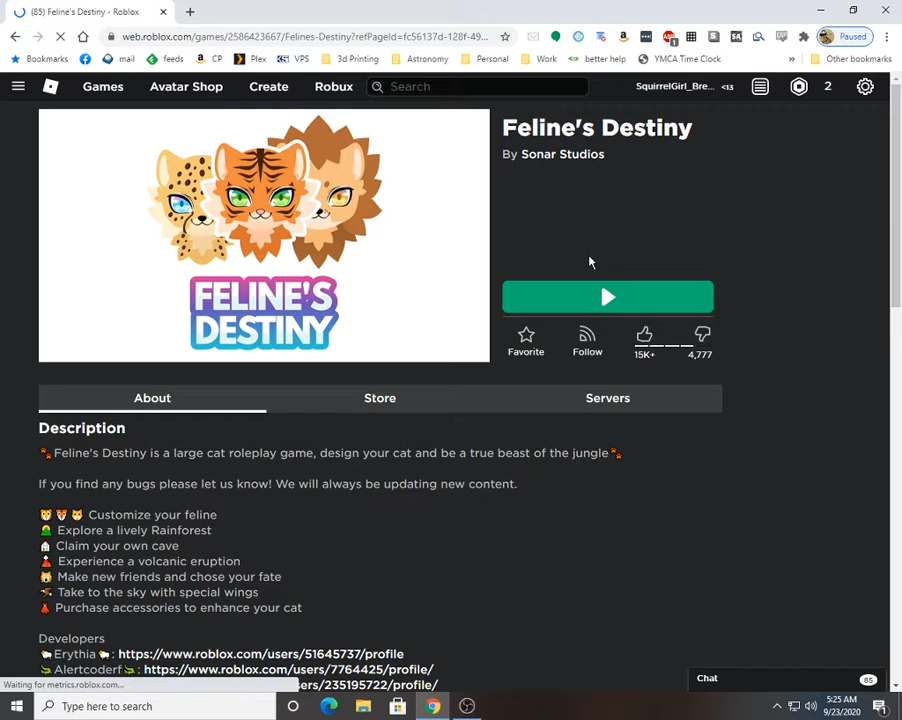 (85) Feline's Destiny - Roblox
web.roblox.com/games/2586423667/Felines-Destiny?refPageId=fc56137d-128f-49...
Paused
Bookmarks
mail
feeds
CP
Plex
VPS
3d Printing
Astronomy
Personal
Work
better help
YMCA Time Clock
»
Other bookmarks
Games
Avatar Shop
Create
Robux
Search
SquirrelGirl_Bre... <13
2
FELINE'S
DESTINY
Feline's Destiny
By Sonar Studios
Favorite
Follow
15K+
4,777
About
Store
Servers
Description
🐾Feline's Destiny is a large cat roleplay game, design your cat and be a true beast of the jungle🐾
If you find any bugs please let us know! We will always be updating new content.
Customize your feline
Explore a lively Rainforest
Claim your own cave
Experience a volcanic eruption
Make new friends and chose your fate
Take to the sky with special wings
Purchase accessories to enhance your cat
Developers
Erythia : https://www.roblox.com/users/51645737/profile
Alertcoderf : https://www.roblox.com/users/7764425/profile/
sers/235195722/profile/
Waiting for metrics.roblox.com...
Chat
85
Type here to search
5:25 AM
9/23/2020
1